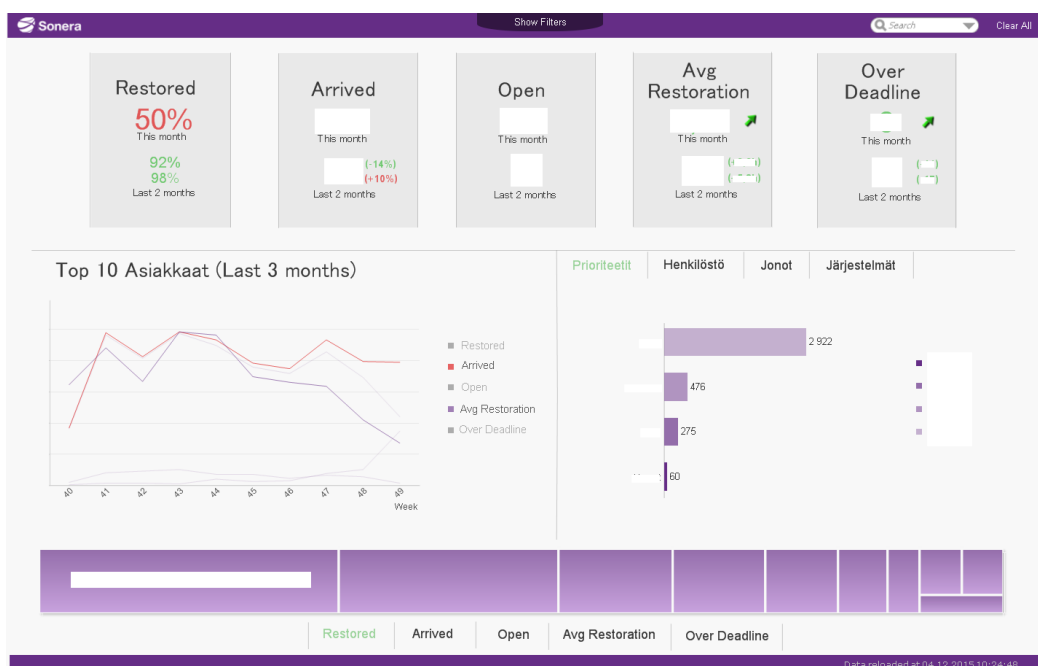 Sonera
Show Filters
Search
Clear All
Restored
50%
This month
92%
98%
Last 2 months
Arrived
This month
(-14%)
(+10%)
Last 2 months
Open
This month
Last 2 months
Avg
Restoration
This month
Last 2 months
Over
Deadline
This month
Last 2 months
Top 10 Asiakkaat (Last 3 months)
Restored
Arrived
Open
Avg Restoration
Over Deadline
40 41 42 43 44 45 46 47 48 49
Week
Prioriteetit Henkilöstö Jonot Järjestelmät
2 922
476
275
60
Restored Arrived Open Avg Restoration Over Deadline
Data reloaded at 04.12.2015 10:24:48